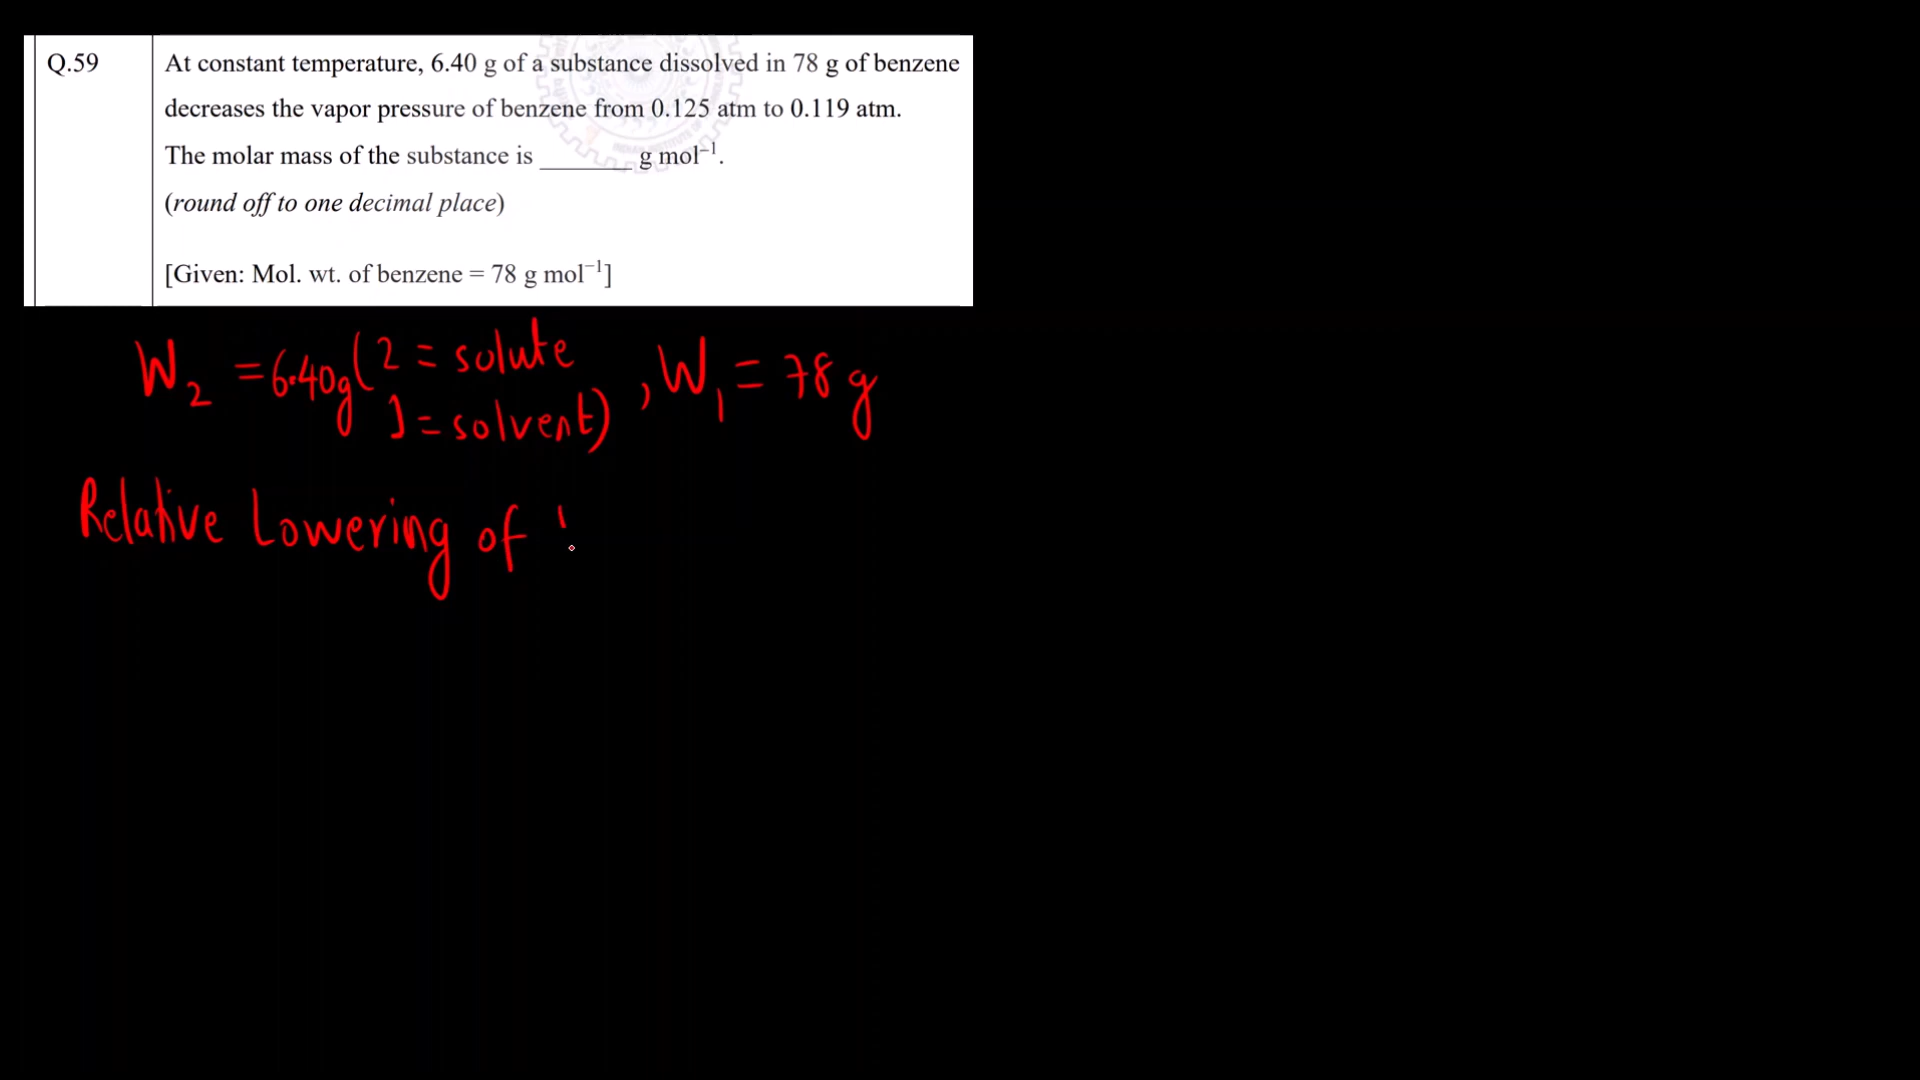 Q.59 At constant temperature, 6.40 g of a substance dissolved in 78 g of benzene
decreases the vapor pressure of benzene from 0.125 atm to 0.119 atm.
The molar mass of the substance is _______ g mol⁻¹.
(round off to one decimal place)
[Given: Mol. wt. of benzene = 78 g mol⁻¹]
W₂ = 6.40g (2 = solute
1 = solvent), W₁ = 78 g
Relative Lowering of